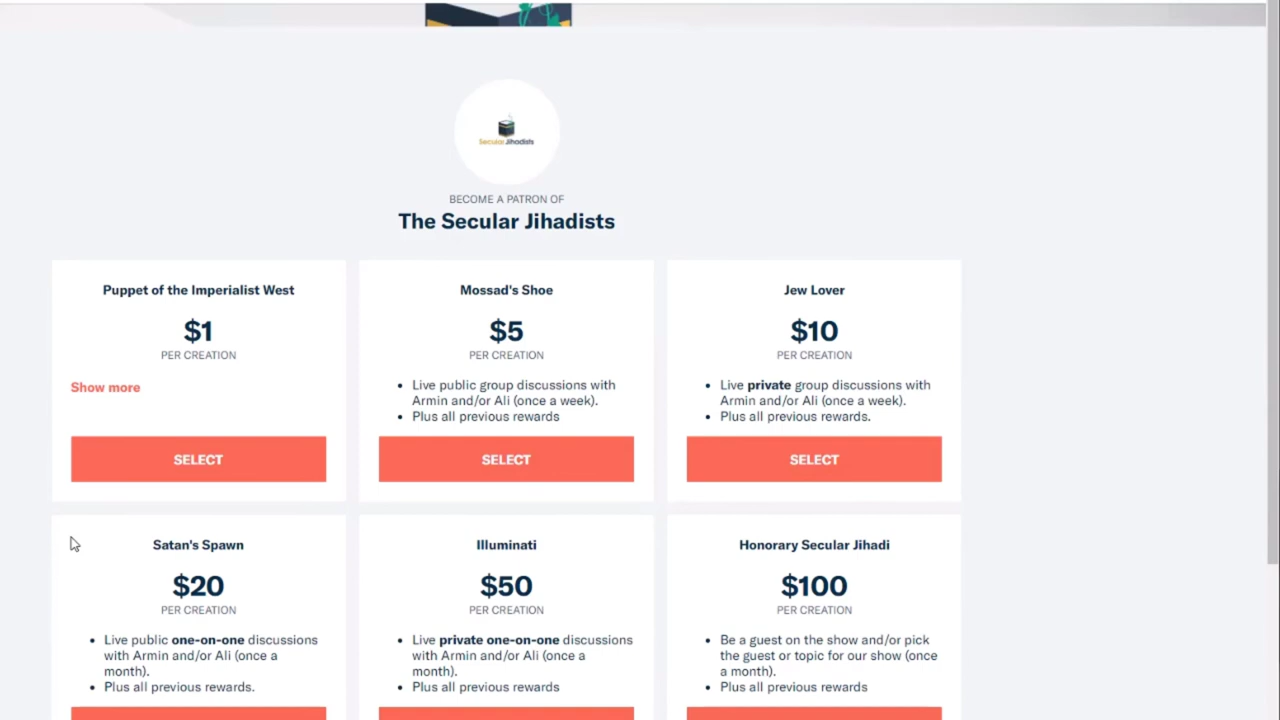 Secular Jihadists
BECOME A PATRON OF
The Secular Jihadists
Puppet of the Imperialist West
$1
PER CREATION
Show more
SELECT
Mossad's Shoe
$5
PER CREATION
• Live public group discussions with
Armin and/or Ali (once a week).
• Plus all previous rewards
SELECT
Jew Lover
$10
PER CREATION
• Live private group discussions with
Armin and/or Ali (once a week).
• Plus all previous rewards.
SELECT
Satan's Spawn
$20
PER CREATION
• Live public one-on-one discussions
with Armin and/or Ali (once a
month).
• Plus all previous rewards.
Illuminati
$50
PER CREATION
• Live private one-on-one discussions
with Armin and/or Ali (once a
month).
• Plus all previous rewards
Honorary Secular Jihadi
$100
PER CREATION
• Be a guest on the show and/or pick
the guest or topic for our show (once
a month).
• Plus all previous rewards